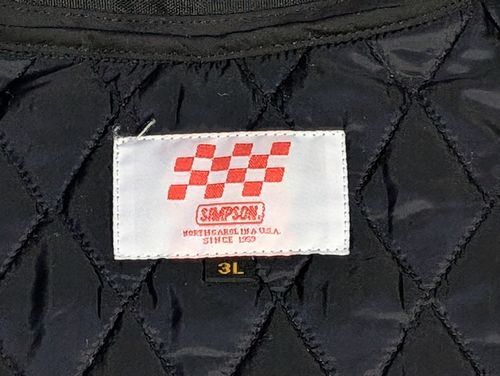 SIMPSON.
NORTH CAROLINA U.S.A.
SINCE 1959
3L